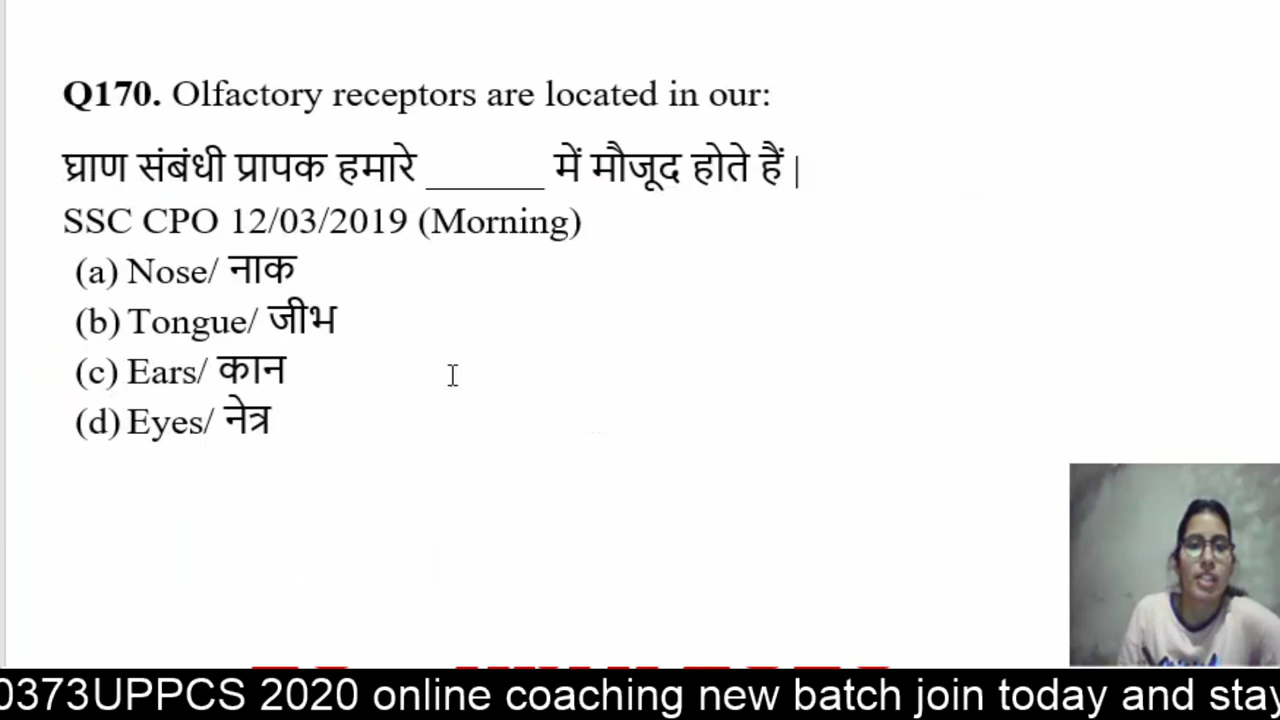 Q170. Olfactory receptors are located in our:
घ्राण संबंधी प्रापक हमारे ______ में मौजूद होते हैं |
SSC CPO 12/03/2019 (Morning)
(a) Nose/ नाक
(b) Tongue/ जीभ
(c) Ears/ कान
(d) Eyes/ नेत्र
0373UPPCS 2020 online coaching new batch join today and stay